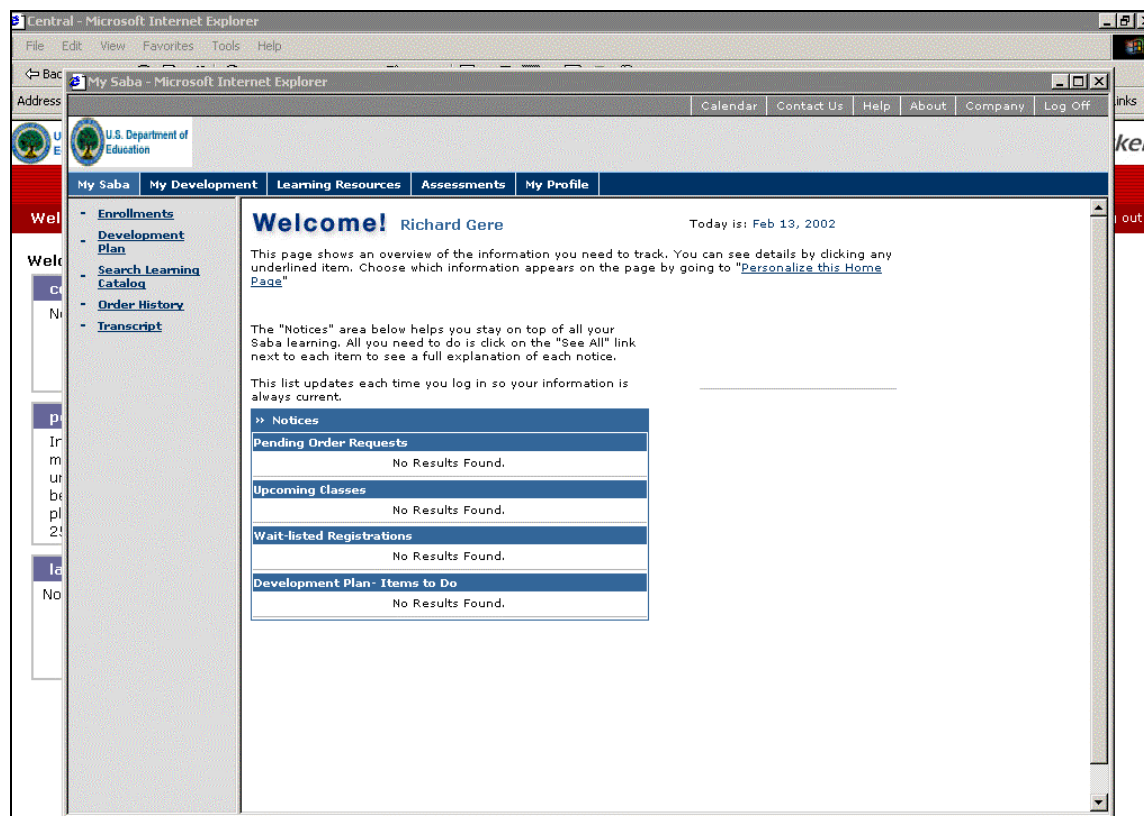 Central - Microsoft Internet Explorer
File Edit View Favorites Tools Help
Bac
My Saba - Microsoft Internet Explorer
Address
inks
Calendar Contact Us Help About Company Log Off
U.S. Department of
Education
My Saba My Development Learning Resources Assessments My Profile
Wel
out
- Enrollments
- Development
Plan
- Search Learning
Catalog
- Order History
- Transcript
Welcome! Richard Gere
Today is: Feb 13, 2002
This page shows an overview of the information you need to track. You can see details by clicking any
underlined item. Choose which information appears on the page by going to "Personalize this Home
Page"
The "Notices" area below helps you stay on top of all your
Saba learning. All you need to do is click on the "See All" link
next to each item to see a full explanation of each notice.
This list updates each time you log in so your information is
always current.
» Notices
Pending Order Requests
No Results Found.
Upcoming Classes
No Results Found.
Wait-listed Registrations
No Results Found.
Development Plan- Items to Do
No Results Found.
Welc
No